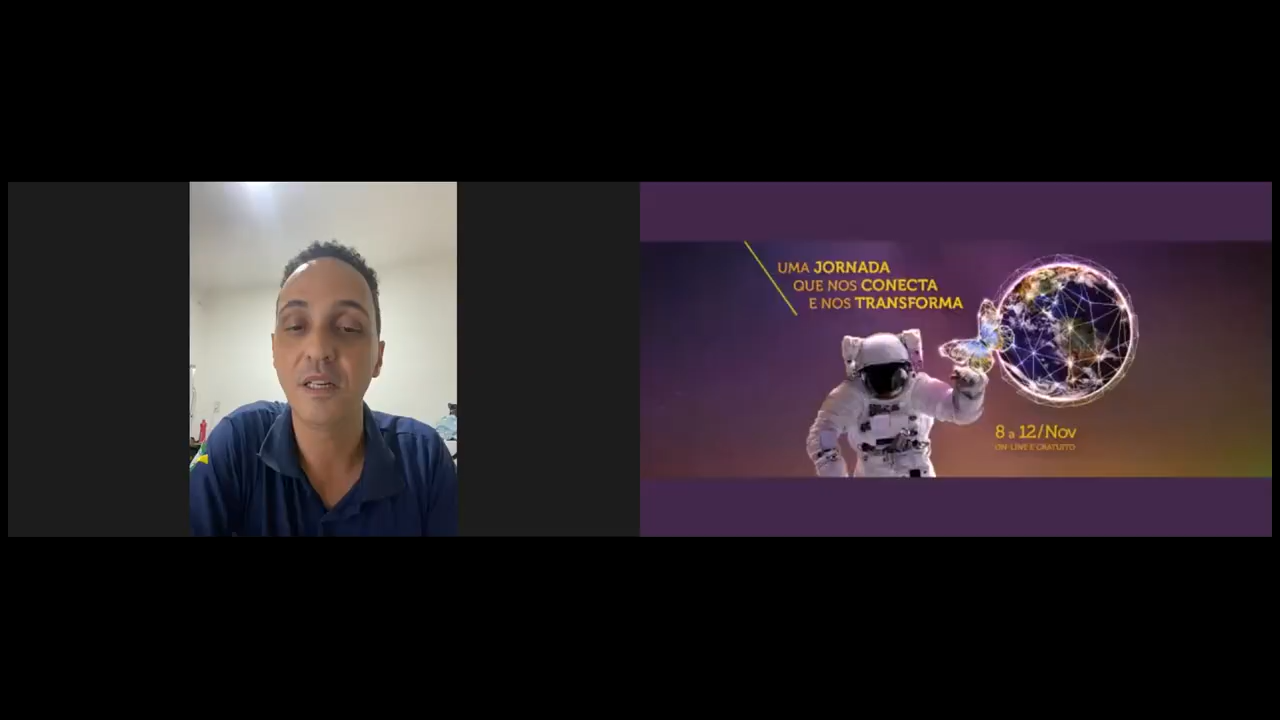 UMA JORNADA
QUE NOS CONECTA
E NOS TRANSFORMA
8 a 12/Nov
ON-LINE E GRATUITO